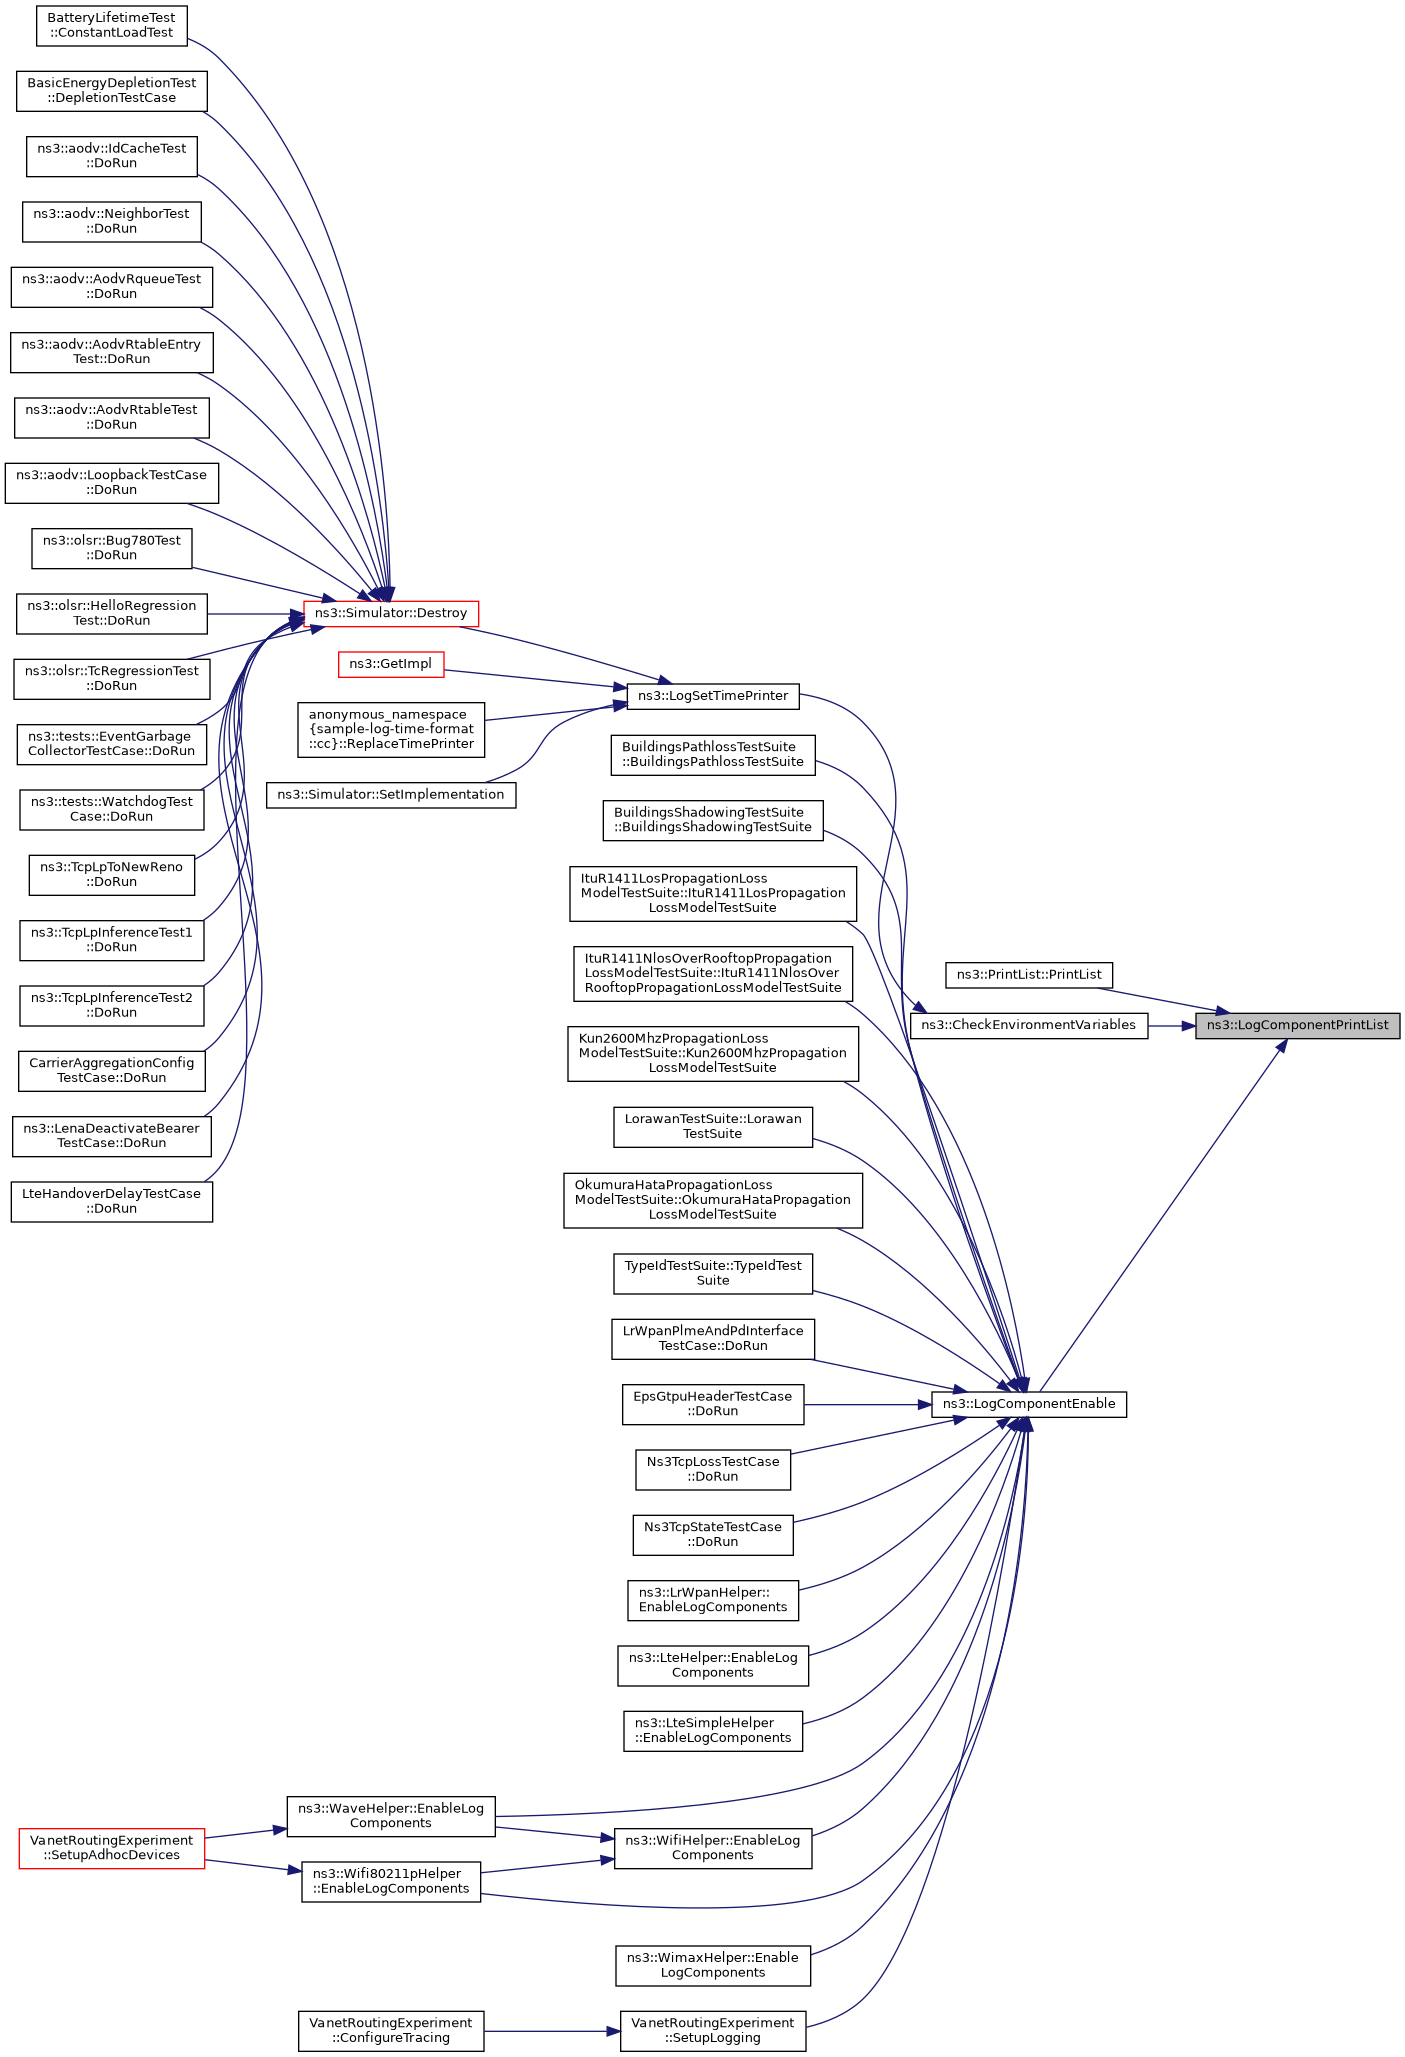 BatteryLifetimeTest
::ConstantLoadTest
BasicEnergyDepletionTest
::DepletionTestCase
ns3::aodv::IdCacheTest
::DoRun
ns3::aodv::NeighborTest
::DoRun
ns3::aodv::AodvRqueueTest
::DoRun
ns3::aodv::AodvRtableEntry
Test::DoRun
ns3::aodv::AodvRtableTest
::DoRun
ns3::aodv::LoopbackTestCase
::DoRun
ns3::olsr::Bug780Test
::DoRun
ns3::olsr::HelloRegression
Test::DoRun
ns3::olsr::TcRegressionTest
::DoRun
ns3::tests::EventGarbage
CollectorTestCase::DoRun
ns3::tests::WatchdogTest
Case::DoRun
ns3::TcpLpToNewReno
::DoRun
ns3::TcpLpInferenceTest1
::DoRun
ns3::TcpLpInferenceTest2
::DoRun
CarrierAggregationConfig
TestCase::DoRun
ns3::LenaDeactivateBearer
TestCase::DoRun
LteHandoverDelayTestCase
::DoRun
VanetRoutingExperiment
::SetupAdhocDevices
ns3::Simulator::Destroy
ns3::GetImpl
anonymous_namespace
{sample-log-time-format
::cc}::ReplaceTimePrinter
ns3::Simulator::SetImplementation
ns3::WaveHelper::EnableLog
Components
ns3::Wifi80211pHelper
::EnableLogComponents
VanetRoutingExperiment
::ConfigureTracing
ns3::LogSetTimePrinter
BuildingsPathlossTestSuite
::BuildingsPathlossTestSuite
BuildingsShadowingTestSuite
::BuildingsShadowingTestSuite
ItuR1411LosPropagationLoss
ModelTestSuite::ItuR1411LosPropagation
LossModelTestSuite
ItuR1411NlosOverRooftopPropagation
LossModelTestSuite::ItuR1411NlosOver
RooftopPropagationLossModelTestSuite
Kun2600MhzPropagationLoss
ModelTestSuite::Kun2600MhzPropagation
LossModelTestSuite
LorawanTestSuite::Lorawan
TestSuite
OkumuraHataPropagationLoss
ModelTestSuite::OkumuraHataPropagation
LossModelTestSuite
TypeIdTestSuite::TypeIdTest
Suite
LrWpanPlmeAndPdInterface
TestCase::DoRun
EpsGtpuHeaderTestCase
::DoRun
Ns3TcpLossTestCase
::DoRun
Ns3TcpStateTestCase
::DoRun
ns3::LrWpanHelper::
EnableLogComponents
ns3::LteHelper::EnableLog
Components
ns3::LteSimpleHelper
::EnableLogComponents
ns3::WifiHelper::EnableLog
Components
ns3::WimaxHelper::Enable
LogComponents
VanetRoutingExperiment
::SetupLogging
ns3::PrintList::PrintList
ns3::CheckEnvironmentVariables
ns3::LogComponentEnable
ns3::LogComponentPrintList